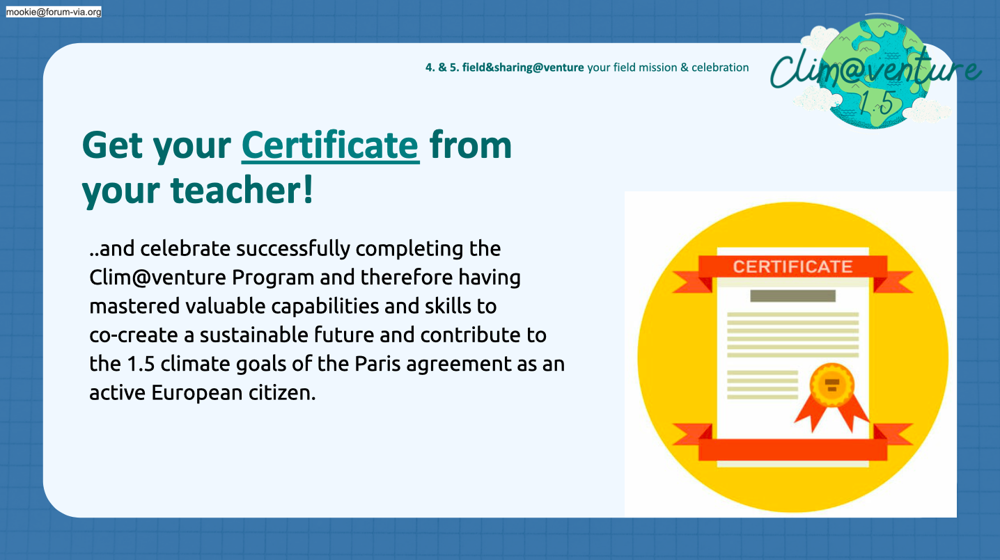 mookie@forum-via.org
4. & 5. field&sharing@venture your field mission & celebration
Clim@venture
1.5
Get your Certificate from
your teacher!
..and celebrate successfully completing the
Clim@venture Program and therefore having
mastered valuable capabilities and skills to
co-create a sustainable future and contribute to
the 1.5 climate goals of the Paris agreement as an
active European citizen.
CERTIFICATE